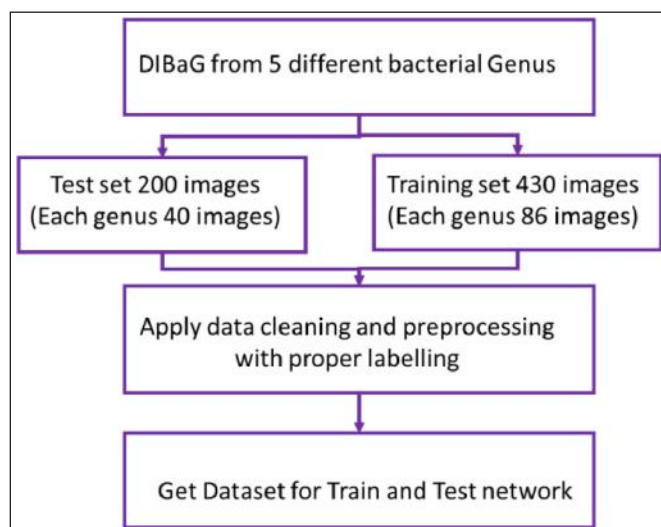 DIBaG from 5 different bacterial Genus
Test set 200 images
(Each genus 40 images)
Training set 430 images
(Each genus 86 images)
Apply data cleaning and preprocessing
with proper labelling
Get Dataset for Train and Test network